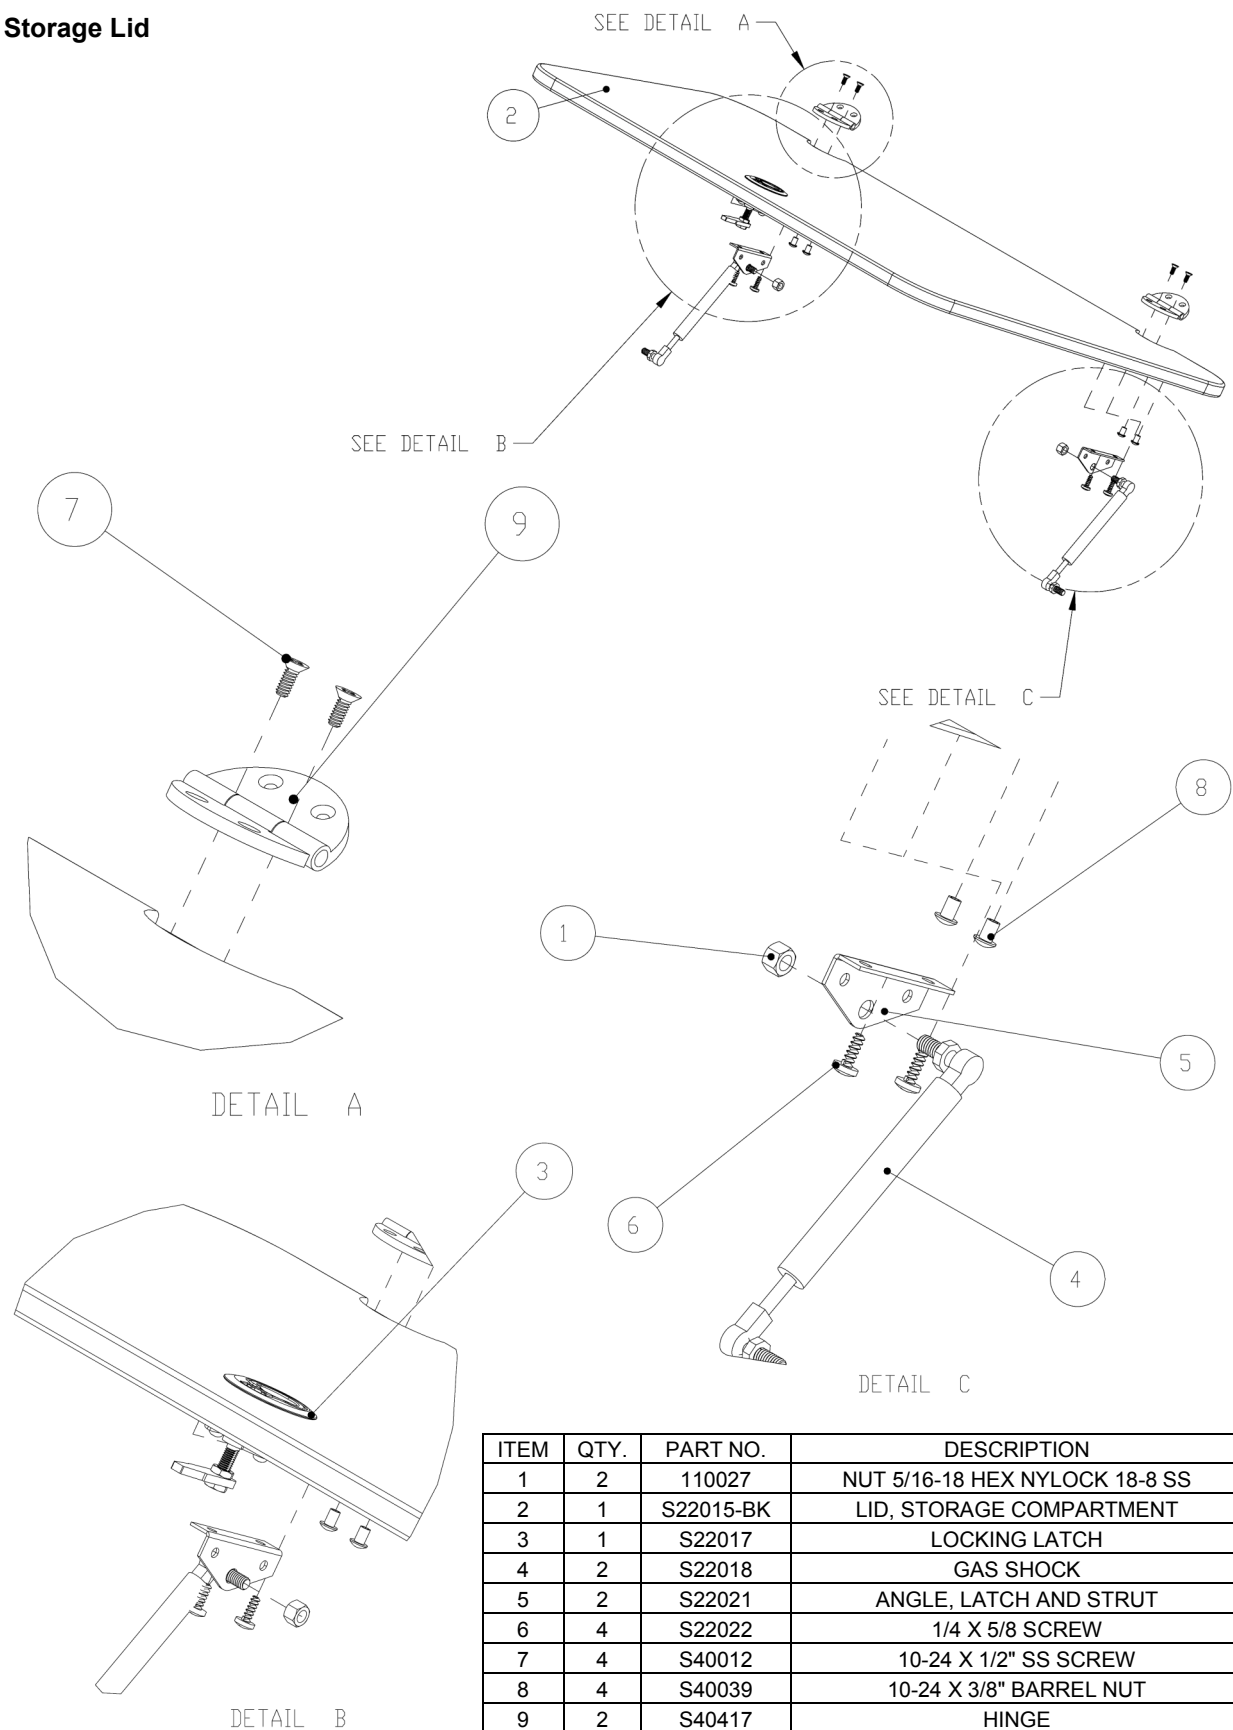 Storage Lid
SEE DETAIL A
2
SEE DETAIL B
7
9
SEE DETAIL C
8
1
5
DETAIL A
3
6
4
DETAIL C
ITEM QTY. PART NO. DESCRIPTION
1 2 110027 NUT 5/16-18 HEX NYLOCK 18-8 SS
2 1 S22015-BK LID, STORAGE COMPARTMENT
3 1 S22017 LOCKING LATCH
4 2 S22018 GAS SHOCK
5 2 S22021 ANGLE, LATCH AND STRUT
6 4 S22022 1/4 X 5/8 SCREW
7 4 S40012 10-24 X 1/2" SS SCREW
8 4 S40039 10-24 X 3/8" BARREL NUT
9 2 S40417 HINGE
DETAIL B